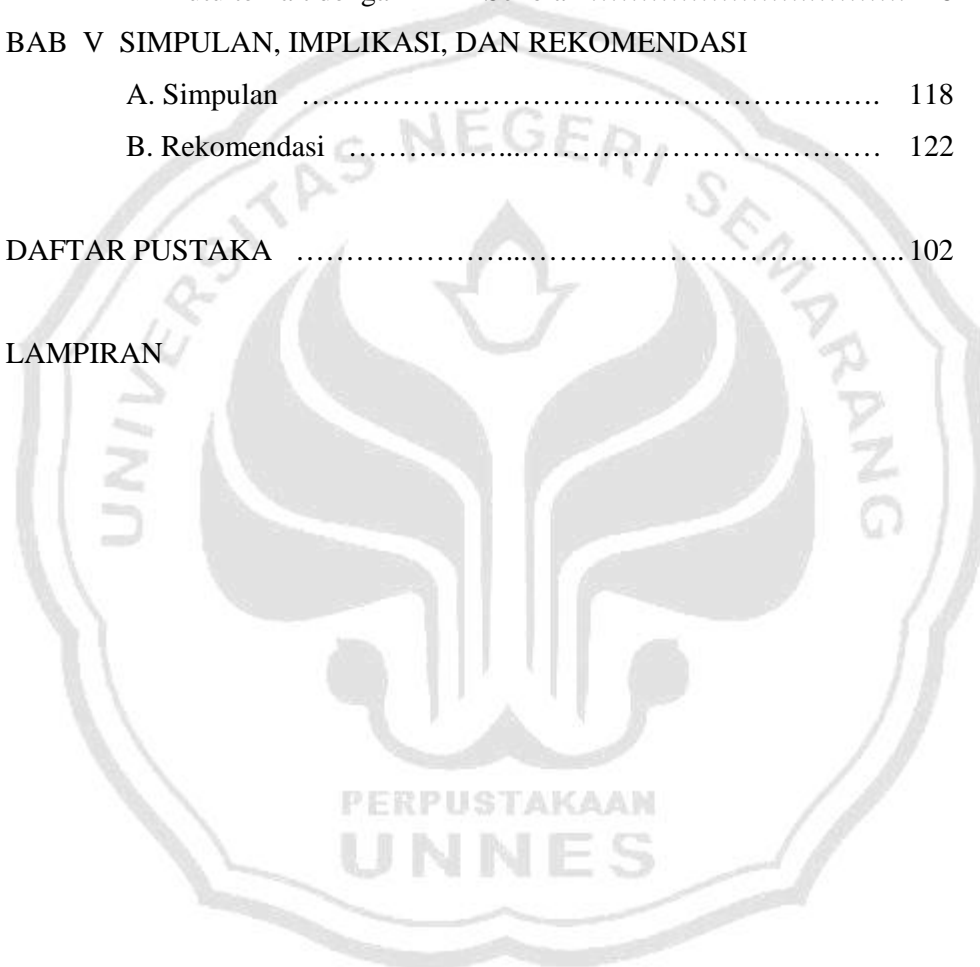 BAB V SIMPULAN, IMPLIKASI, DAN REKOMENDASI
A. Simpulan ………………………………………………. 118
B. Rekomendasi ……………...……………………………… 122
DAFTAR PUSTAKA …………………...……………………………….. 102
LAMPIRAN
UNIVERSITAS NEGERI SEMARANG
PERPUSTAKAAN
UNNES